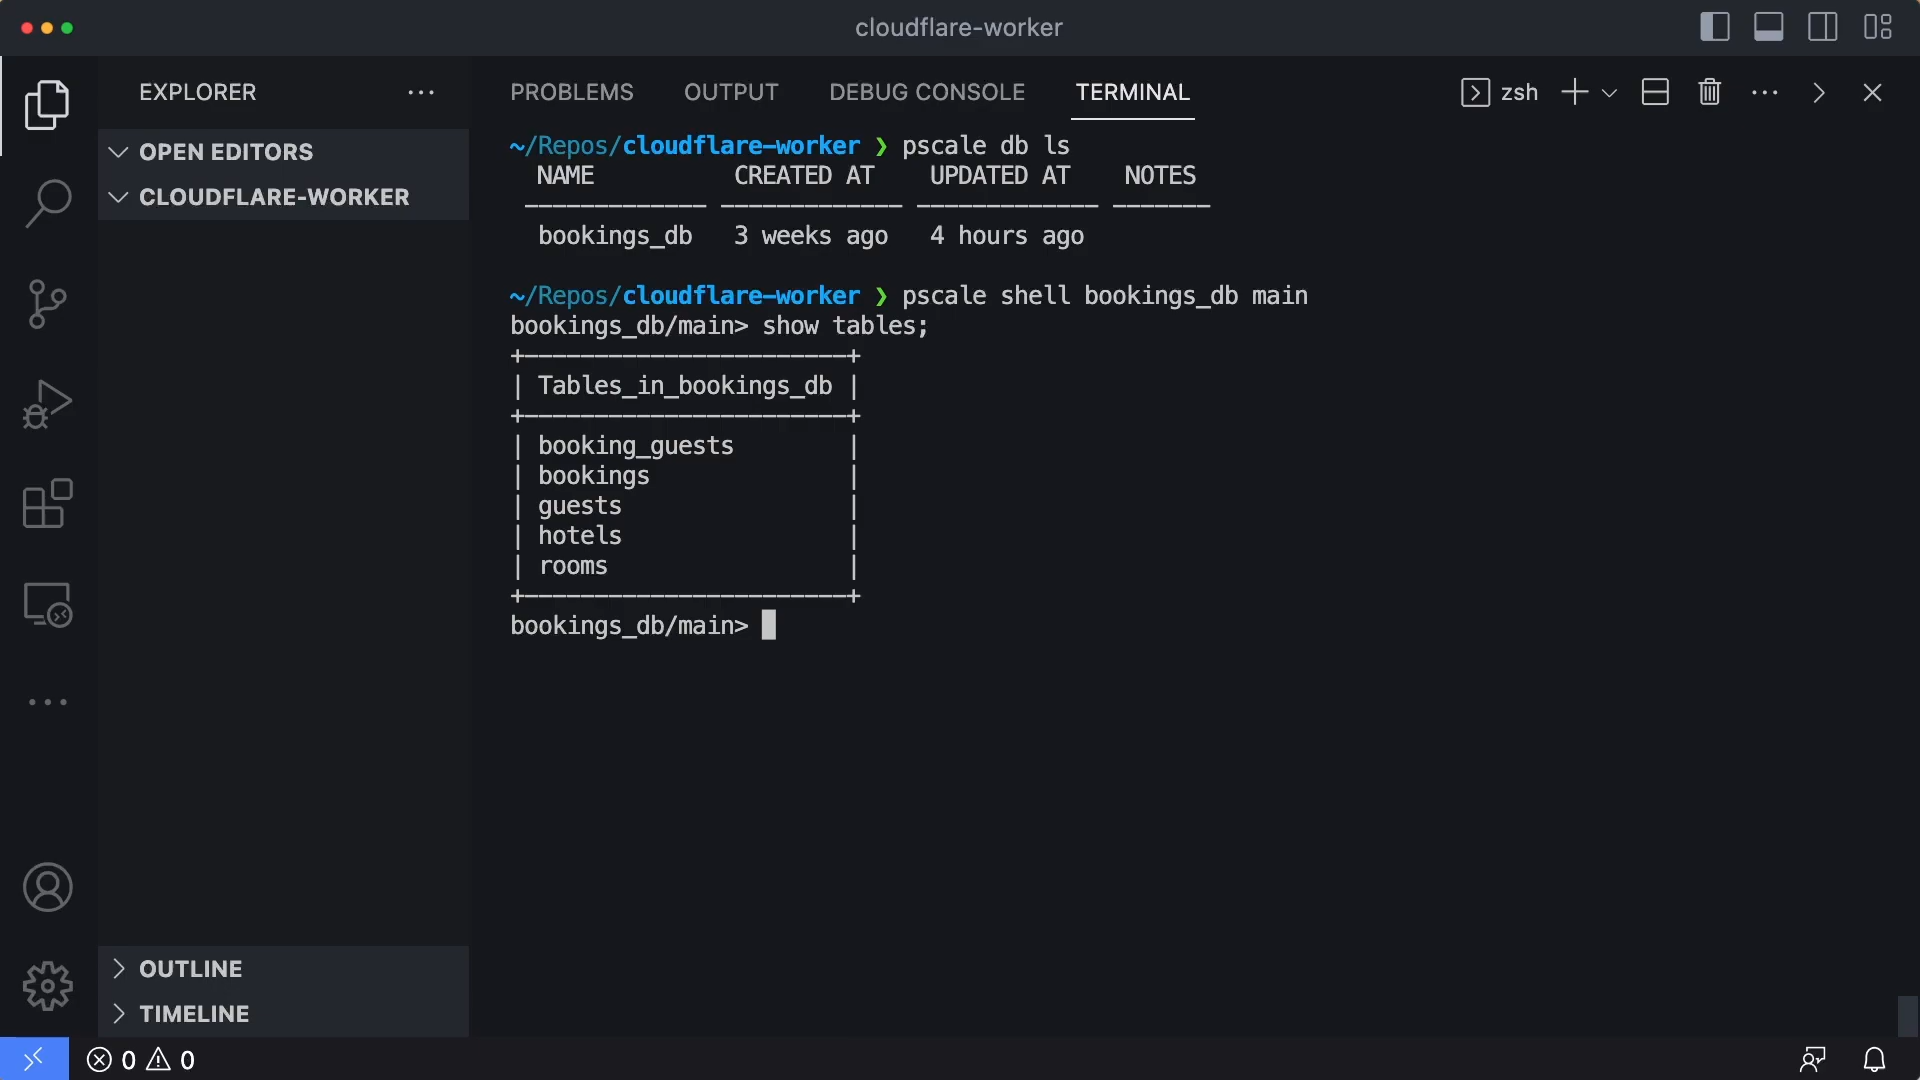 cloudflare-worker
EXPLORER
OPEN EDITORS
CLOUDFLARE-WORKER
OUTLINE
TIMELINE
PROBLEMS OUTPUT DEBUG CONSOLE TERMINAL
zsh
~/Repos/cloudflare-worker ❯ pscale db ls
NAME CREATED AT UPDATED AT NOTES
bookings_db 3 weeks ago 4 hours ago
~/Repos/cloudflare-worker ❯ pscale shell bookings_db main
bookings_db/main> show tables;
+-----------------------+
| Tables_in_bookings_db |
+-----------------------+
| booking_guests |
| bookings |
| guests |
| hotels |
| rooms |
+-----------------------+
bookings_db/main>
0 0